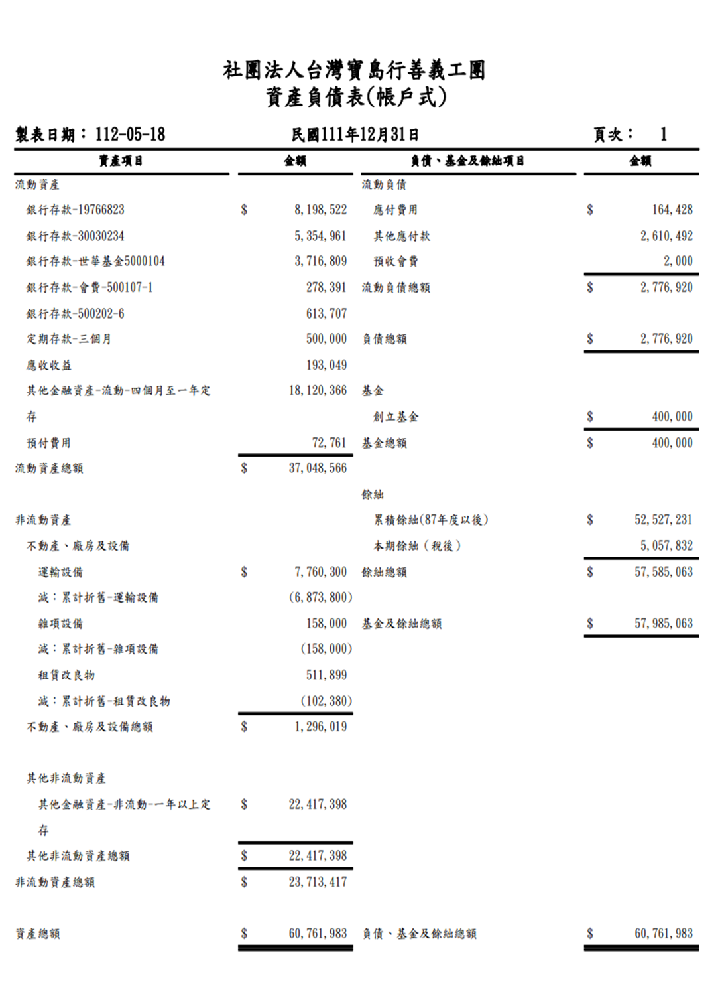 社團法人台灣寶島行善義工團
資產負債表(帳戶式)
製表日期： 112-05-18 民國111年12月31日 頁次： 1
資產項目 金額 負債、基金及餘絀項目 金額
流動資產 流動負債
銀行存款-19766823 $ 8,198,522 應付費用 $ 164,428
銀行存款-30030234 5,354,961 其他應付款 2,610,492
銀行存款-世華基金5000104 3,716,809 預收會費 2,000
銀行存款-會費-500107-1 278,391 流動負債總額 $ 2,776,920
銀行存款-500202-6 613,707
定期存款-三個月 500,000 負債總額 $ 2,776,920
應收收益 193,049
其他金融資產-流動-四個月至一年定 18,120,366 基金
存 創立基金 $ 400,000
預付費用 72,761 基金總額 $ 400,000
流動資產總額 $ 37,048,566
餘絀
非流動資產 累積餘絀(87年度以後) $ 52,527,231
不動產、廠房及設備 本期餘絀（稅後） 5,057,832
運輸設備 $ 7,760,300 餘絀總額 $ 57,585,063
減：累計折舊-運輸設備 (6,873,800)
雜項設備 158,000 基金及餘絀總額 $ 57,985,063
減：累計折舊-雜項設備 (158,000)
租賃改良物 511,899
減：累計折舊-租賃改良物 (102,380)
不動產、廠房及設備總額 $ 1,296,019
其他非流動資產
其他金融資產-非流動-一年以上定 $ 22,417,398
存
其他非流動資產總額 $ 22,417,398
非流動資產總額 $ 23,713,417
資產總額 $ 60,761,983 負債、基金及餘絀總額 $ 60,761,983